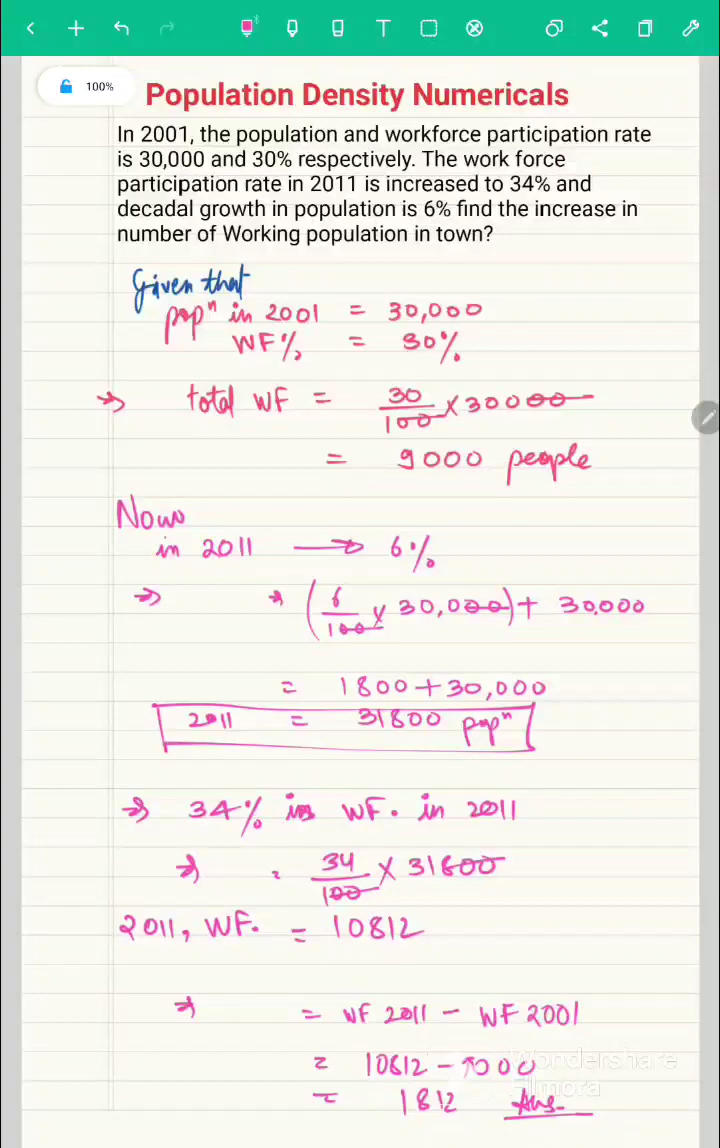 100%
Population Density Numericals
In 2001, the population and workforce participation rate
is 30,000 and 30% respectively. The work force
participation rate in 2011 is increased to 34% and
decadal growth in population is 6% find the increase in
number of Working population in town?
Given that
popⁿ in 2001 = 30,000
WF% = 30%
⇒ total WF = 30/100 × 30000
= 9000 people
Now
in 2011 → 6%
⇒ → (6/100 × 30,000) + 30,000
= 1800 + 30,000
2011 = 31800 popⁿ
⇒ 34% in WF. in 2011
⇒ = 34/100 × 31800
2011, WF. = 10812
⇒ = WF 2011 - WF 2001
= 10812 - 9000
= 1812 Ans-
Wondershare
Filmora